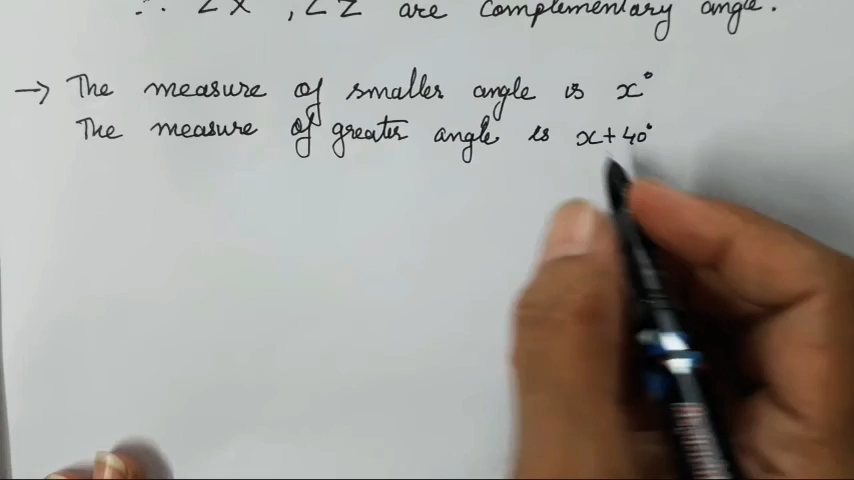 ∴ ∠X , ∠Z are complementary angle.
→ The measure of smaller angle is x°
The measure of greater angle is x+40°